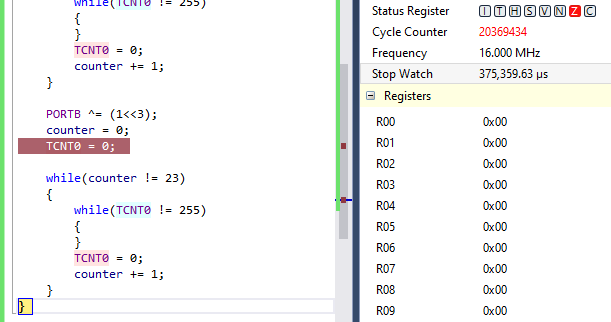 while(TCNT0 != 255)
{
}
TCNT0 = 0;
counter += 1;
}
PORTB ^= (1<<3);
counter = 0;
TCNT0 = 0;
while(counter != 23)
{
while(TCNT0 != 255)
{
}
TCNT0 = 0;
counter += 1;
}
}
Status Register I T H S V N Z C
Cycle Counter 20369434
Frequency 16.000 MHz
Stop Watch 375,359.63 µs
Registers
R00 0x00
R01 0x00
R02 0x00
R03 0x00
R04 0x00
R05 0x00
R06 0x00
R07 0x00
R08 0x00
R09 0x00